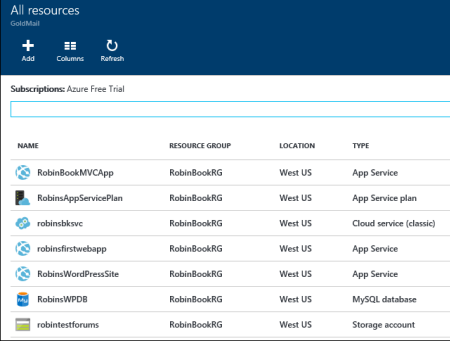 All resources
GoldMail
Add Columns Refresh
Subscriptions: Azure Free Trial
NAME RESOURCE GROUP LOCATION TYPE
RobinBookMVCApp RobinBookRG West US App Service
RobinsAppServicePlan RobinBookRG West US App Service plan
robinsbksvc RobinBookRG West US Cloud service (classic)
robinsfirstwebapp RobinBookRG West US App Service
RobinsWordPressSite RobinBookRG West US App Service
My RobinsWPDB RobinBookRG West US MySQL database
robintestforums RobinBookRG West US Storage account